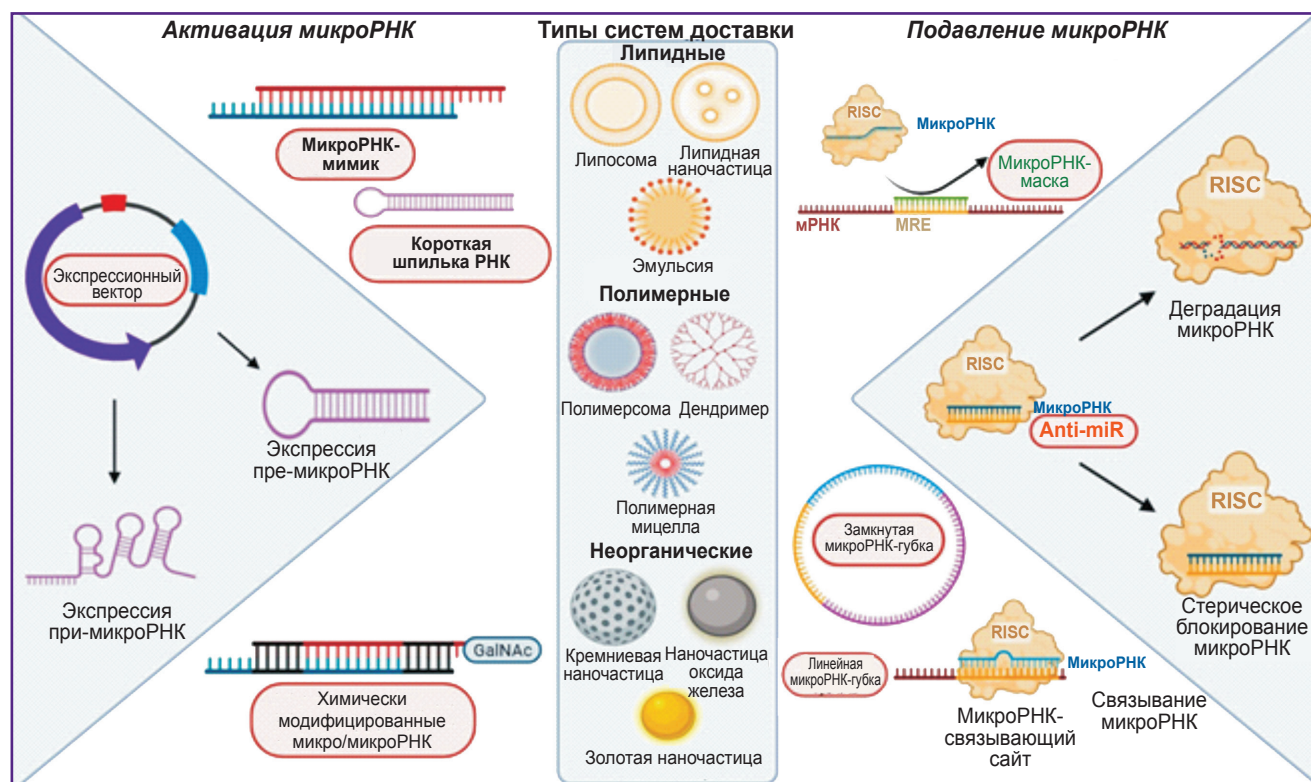 Активация микроРНК
МикроРНК-
мимик
Короткая
шпилька РНК
Экспрессионный
вектор
Экспрессия
пре-микроРНК
Экспрессия
при-микроРНК
GalNAc
Химически
модифицированные
микро/микроРНК
Типы систем доставки
Липидные
Липосома
Липидная
наночастица
Эмульсия
Полимерные
Полимерсома
Дендример
Полимерная
мицелла
Неорганические
Кремниевая
наночастица
Наночастица
оксида
железа
Золотая наночастица
Подавление микроРНК
RISC
МикроРНК
МикроРНК-
маска
мРНК
MRE
RISC
Деградация
микроРНК
RISC
МикроРНК
Anti-miR
RISC
Стерическое
блокирование
микроРНК
Замкнутая
микроРНК-губка
Линейная
микроРНК-губка
RISC
МикроРНК
МикроРНК-
связывающий
сайт
Связывание
микроРНК